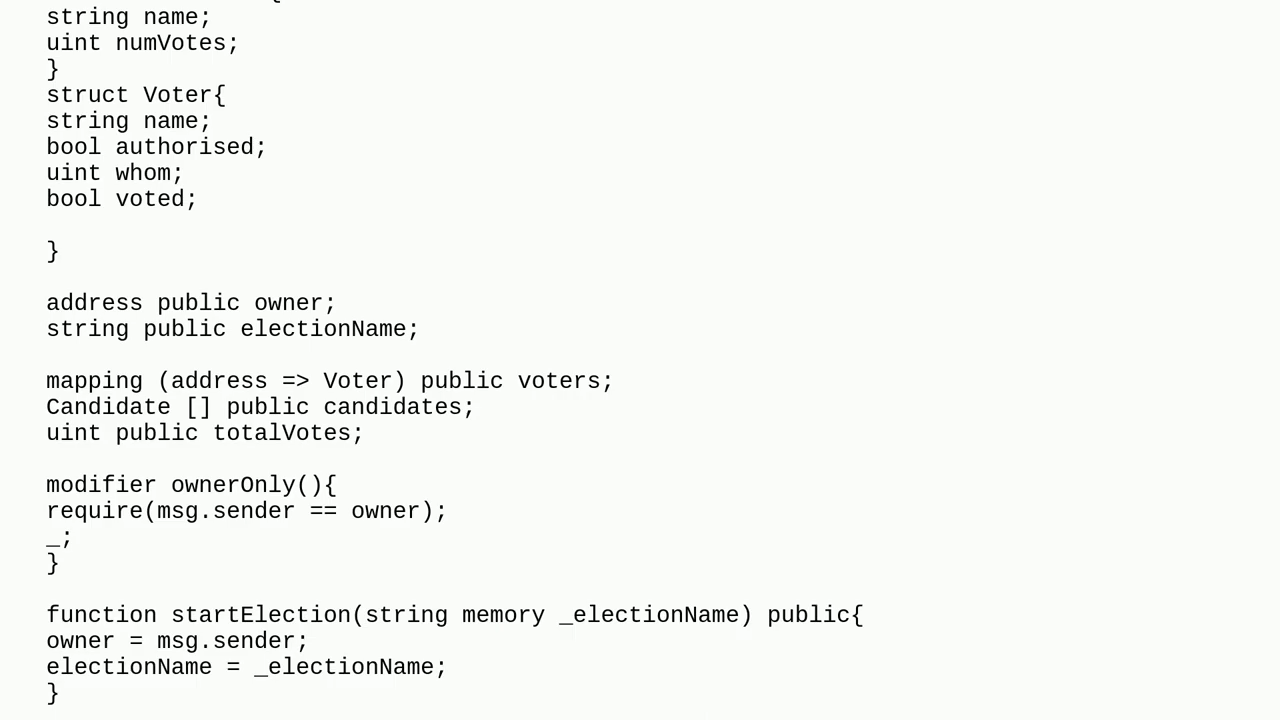 {
string name;
uint numVotes;
}
struct Voter{
string name;
bool authorised;
uint whom;
bool voted;
}
address public owner;
string public electionName;
mapping (address => Voter) public voters;
Candidate [] public candidates;
uint public totalVotes;
modifier ownerOnly(){
require(msg.sender == owner);
_;
}
function startElection(string memory _electionName) public{
owner = msg.sender;
electionName = _electionName;
}